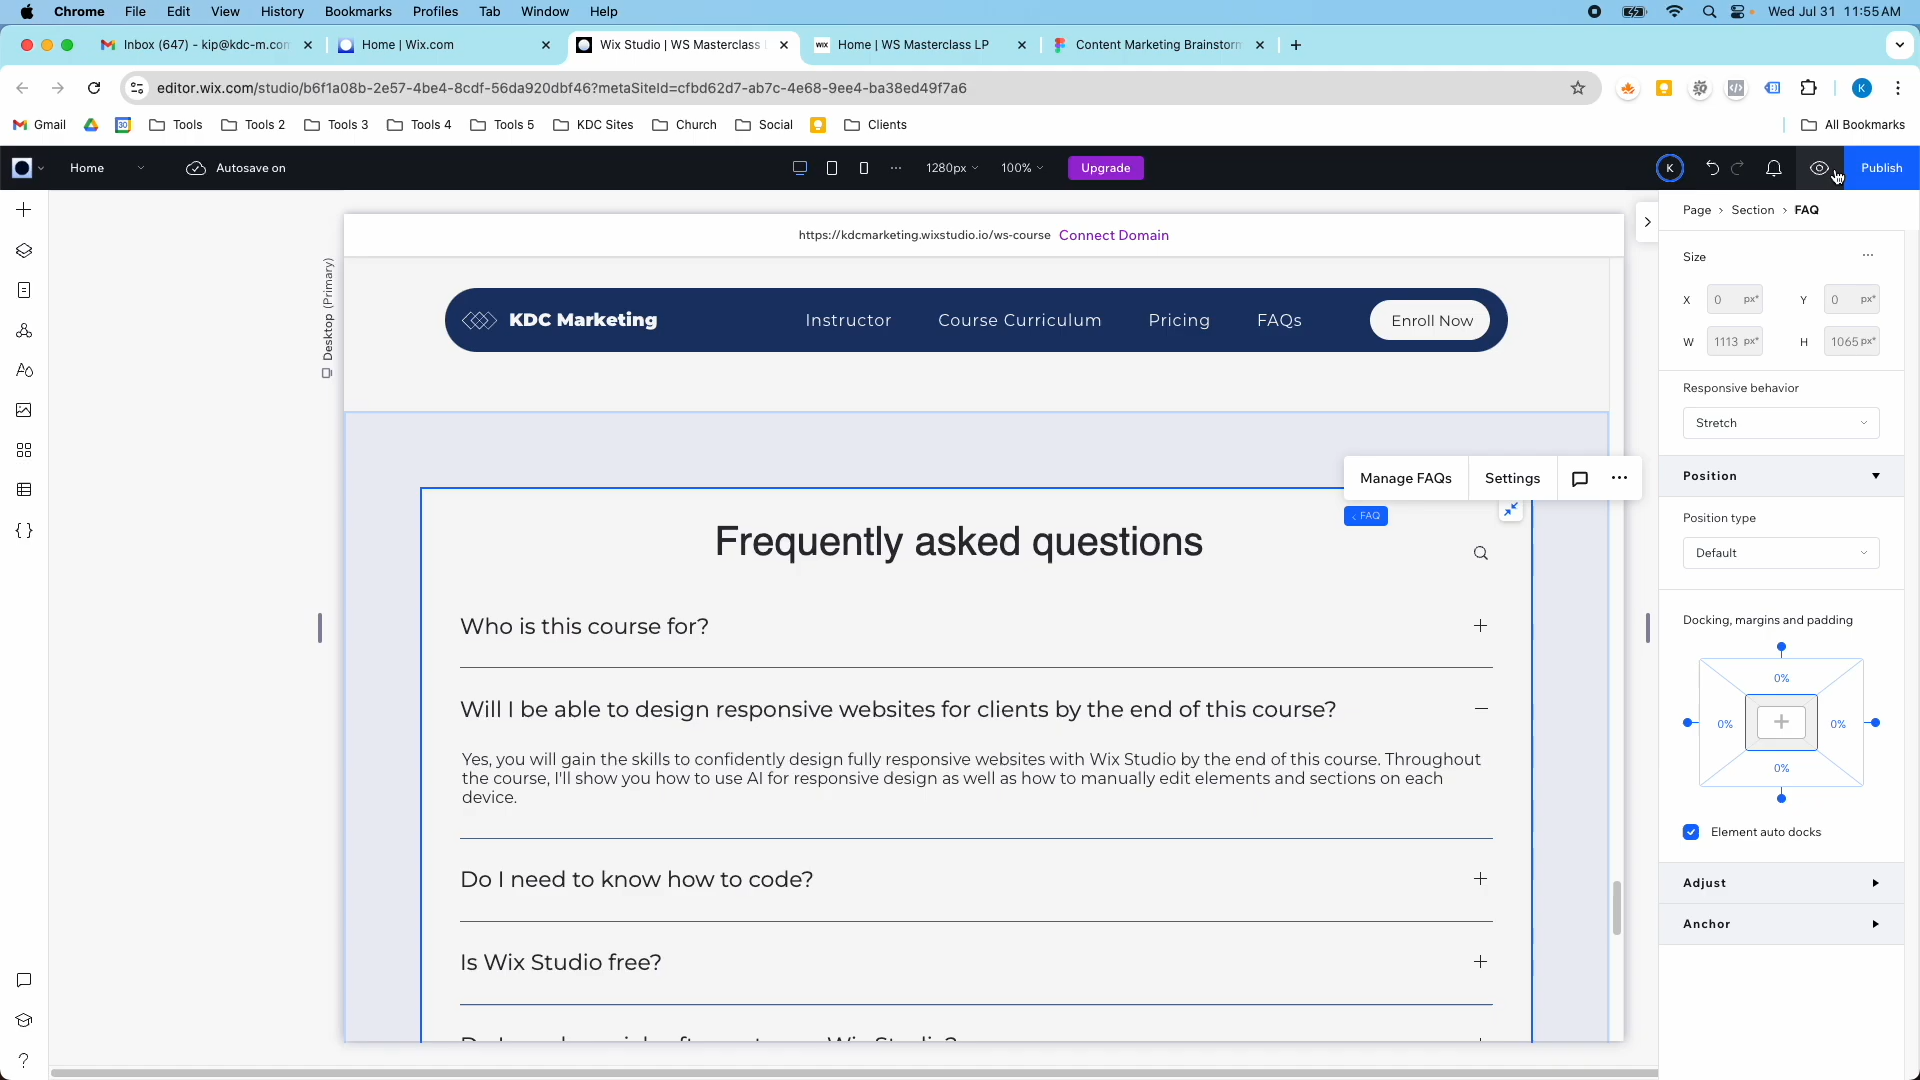 Chrome File Edit View History Bookmarks Profiles Tab Window Help Wed Jul 31 11:55AM
Inbox (647) - kip@kdc-m.com
Home | Wix.com
Wix Studio | WS Masterclass
Home | WS Masterclass LP
Content Marketing Brainstorm
editor.wix.com/studio/b6f1a08b-2e57-4be4-8cdf-56da920dbf46?metaSiteId=cfbd62d7-ab7c-4e68-9ee4-ba38ed49f7a6
K
Gmail Tools Tools 2 Tools 3 Tools 4 Tools 5 KDC Sites Church Social Clients All Bookmarks
Home Autosave on 1280px 100% Upgrade K Publish
Page > Section > FAQ
https://kdcmarketing.wixstudio.io/ws-course Connect Domain
Desktop (Primary)
KDC Marketing Instructor Course Curriculum Pricing FAQs Enroll Now
Manage FAQs Settings
FAQ
Frequently asked questions
Who is this course for?
Will I be able to design responsive websites for clients by the end of this course?
Yes, you will gain the skills to confidently design fully responsive websites with Wix Studio by the end of this course. Throughout
the course, I'll show you how to use AI for responsive design as well as how to manually edit elements and sections on each
device.
Do I need to know how to code?
Is Wix Studio free?
Size
X 0 px* Y 0 px*
W 1113 px* H 1065 px*
Responsive behavior
Stretch
Position
Position type
Default
Docking, margins and padding
0%
0% 0%
0%
Element auto docks
Adjust
Anchor